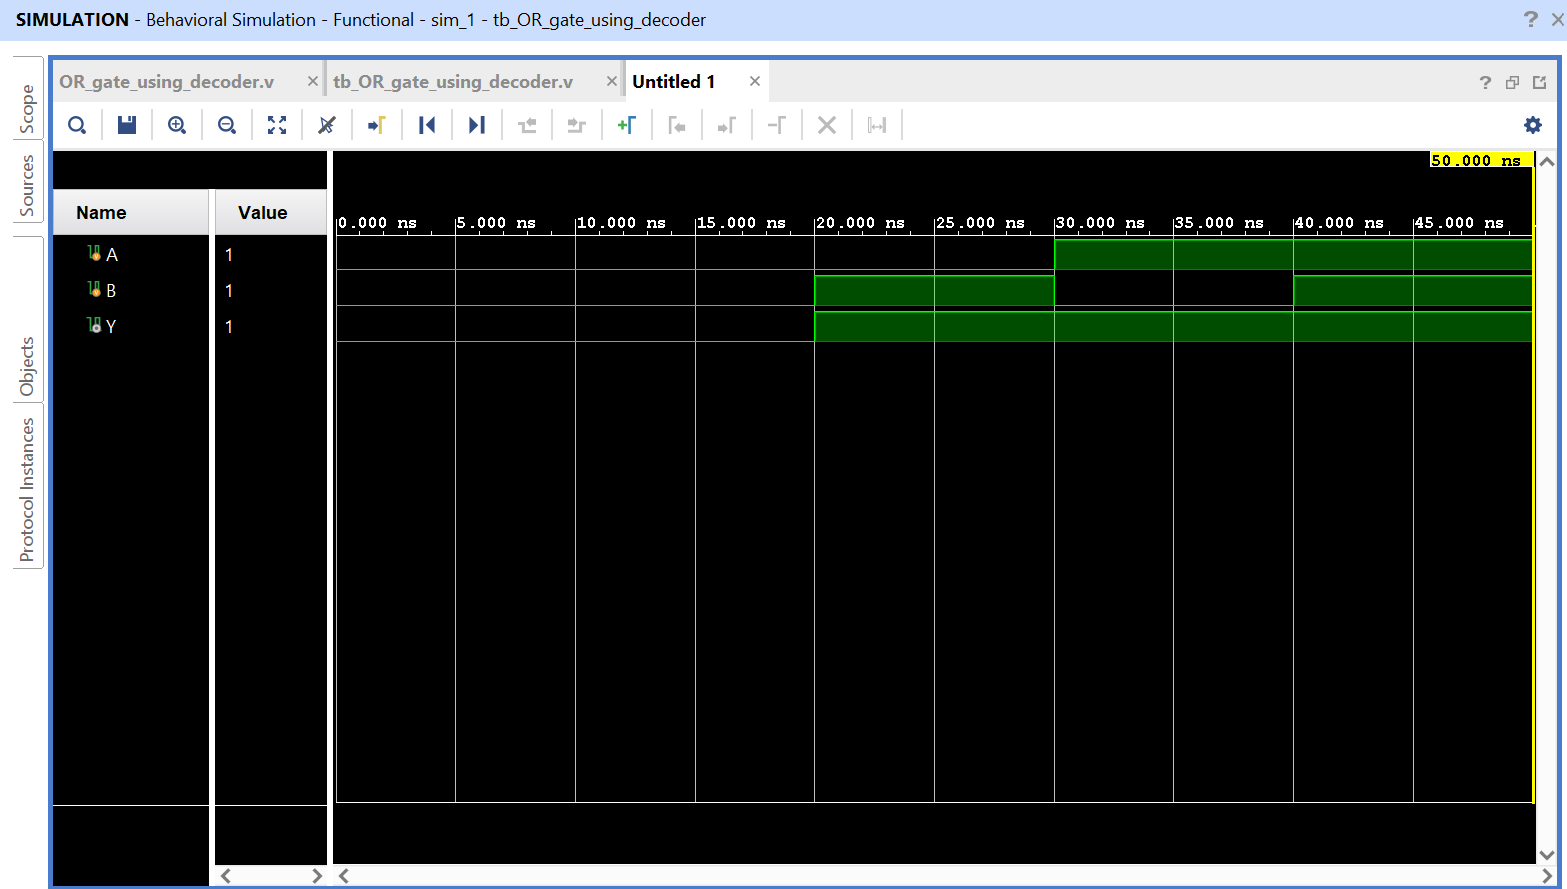 SIMULATION - Behavioral Simulation - Functional - sim_1 - tb_OR_gate_using_decoder
?
Scope
Sources
Objects
Protocol Instances
OR_gate_using_decoder.v
tb_OR_gate_using_decoder.v
Untitled 1
?
50.000 ns
Name Value
0.000 ns 5.000 ns 10.000 ns 15.000 ns 20.000 ns 25.000 ns 30.000 ns 35.000 ns 40.000 ns 45.000 ns
A 1
B 1
Y 1